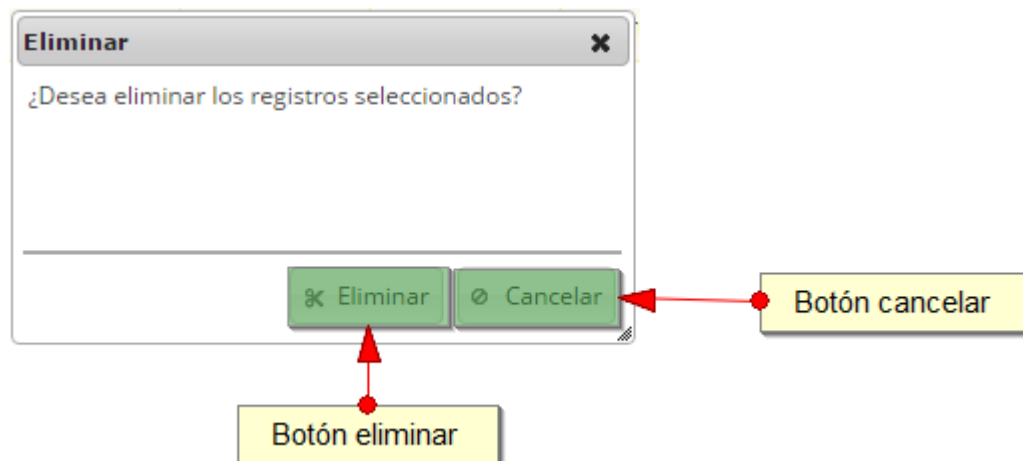 Eliminar
¿Desea eliminar los registros seleccionados?
Eliminar
Cancelar
Botón cancelar
Botón eliminar